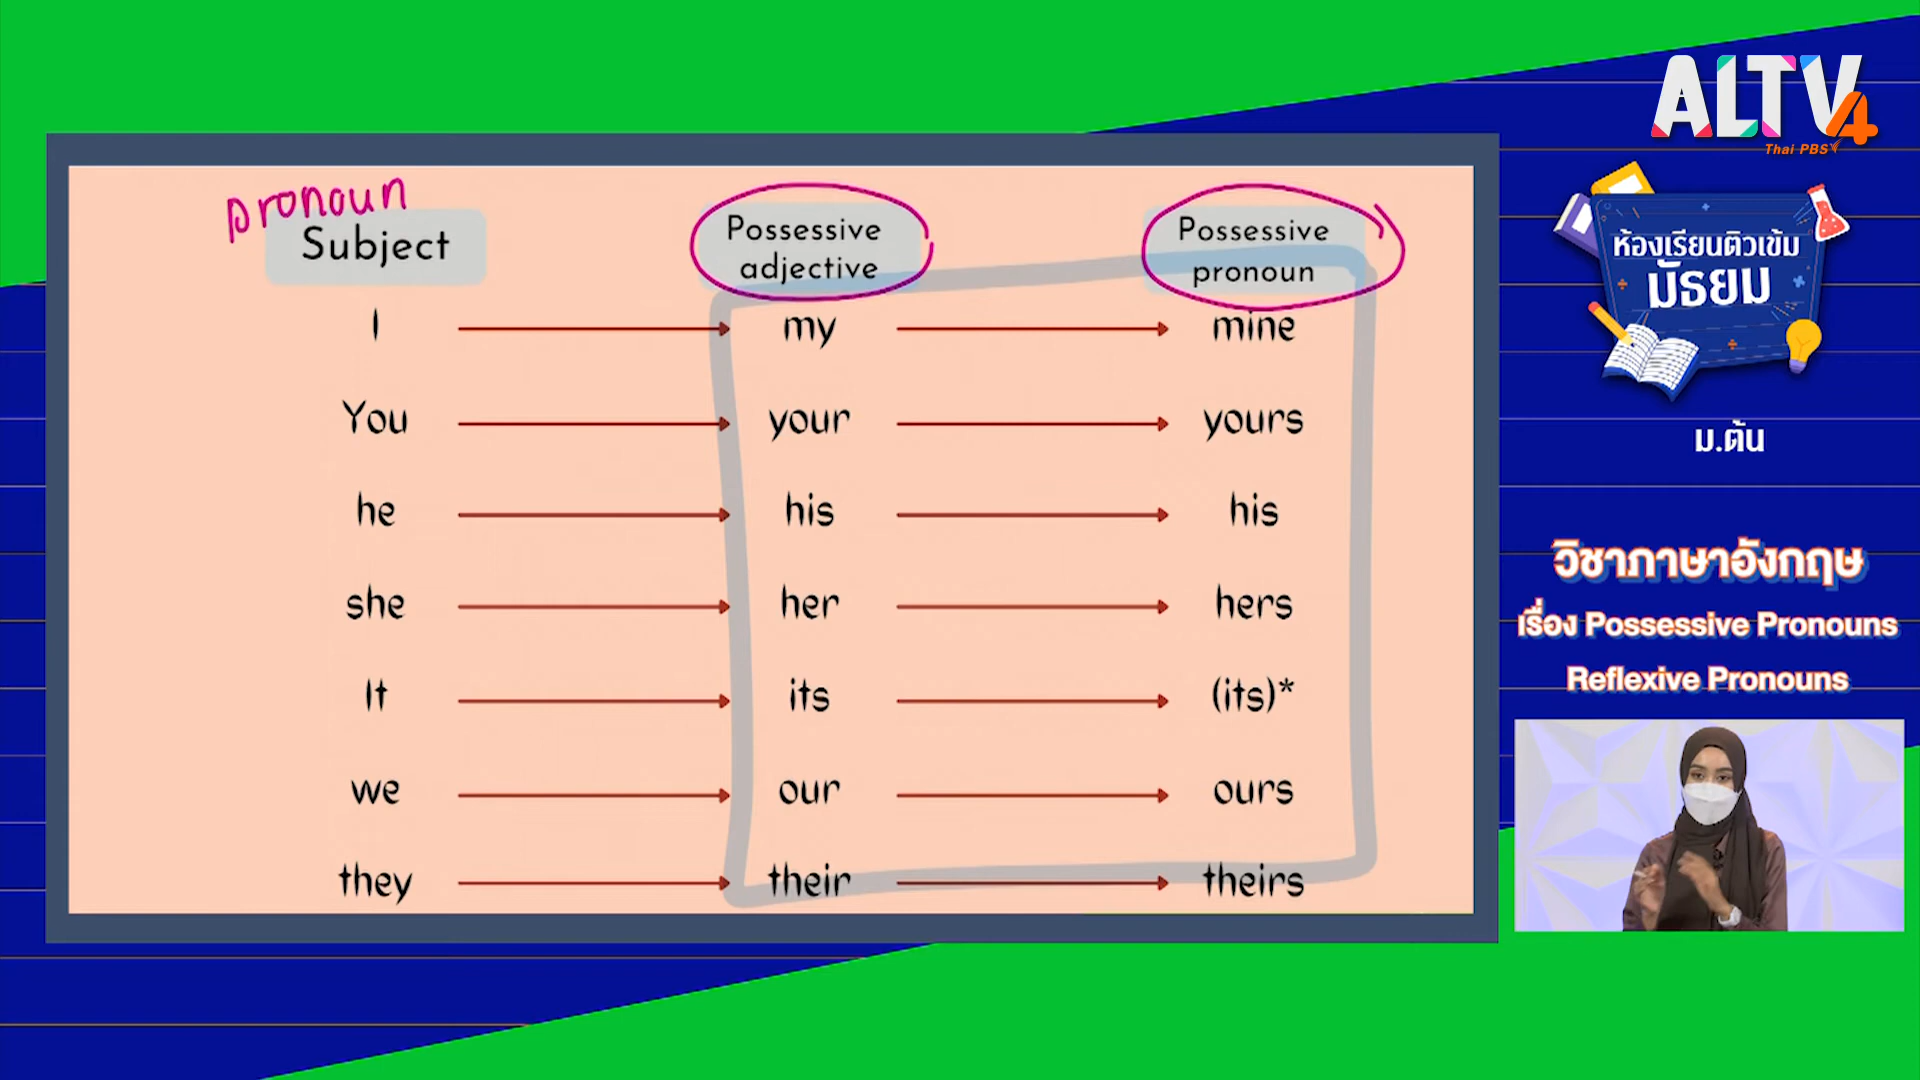 ALTV4
Thai PBS
pronoun
Subject
Possessive
adjective
Possessive
pronoun
I my mine
You your yours
he his his
she her hers
It its (its)*
we our ours
they their theirs
ห้องเรียนติวเข้ม
มัธยม
ม.ต้น
วิชาภาษาอังกฤษ
เรื่อง Possessive Pronouns
Reflexive Pronouns